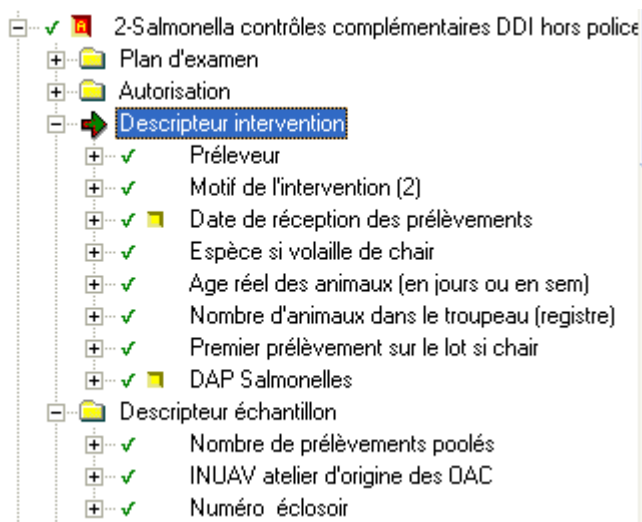 A 2-Salmonella contrôles complémentaires DDI hors police
Plan d'examen
Autorisation
Descripteur intervention
Préleveur
Motif de l'intervention (2)
Date de réception des prélèvements
Espèce si volaille de chair
Age réel des animaux (en jours ou en sem)
Nombre d'animaux dans le troupeau (registre)
Premier prélèvement sur le lot si chair
DAP Salmonelles
Descripteur échantillon
Nombre de prélèvements poolés
INUAV atelier d'origine des OAC
Numéro éclosoir